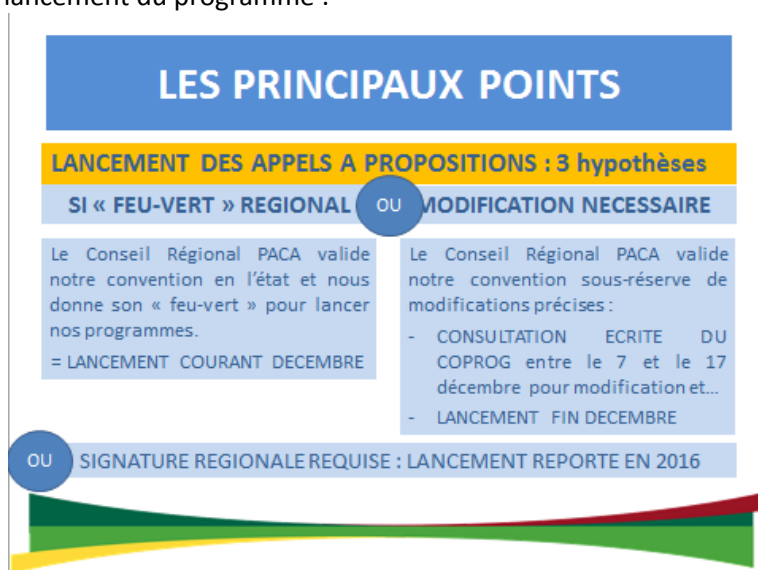 lancement du programme :
LES PRINCIPAUX POINTS
LANCEMENT DES APPELS A PROPOSITIONS : 3 hypothèses
SI « FEU-VERT » REGIONAL OU MODIFICATION NECESSAIRE
Le Conseil Régional PACA valide
notre convention en l'état et nous
donne son « feu-vert » pour lancer
nos programmes.
= LANCEMENT COURANT DECEMBRE
Le Conseil Régional PACA valide
notre convention sous-réserve de
modifications précises :
- CONSULTATION ECRITE DU
COPROG entre le 7 et le 17
décembre pour modification et...
- LANCEMENT FIN DECEMBRE
OU SIGNATURE REGIONALE REQUISE : LANCEMENT REPORTE EN 2016